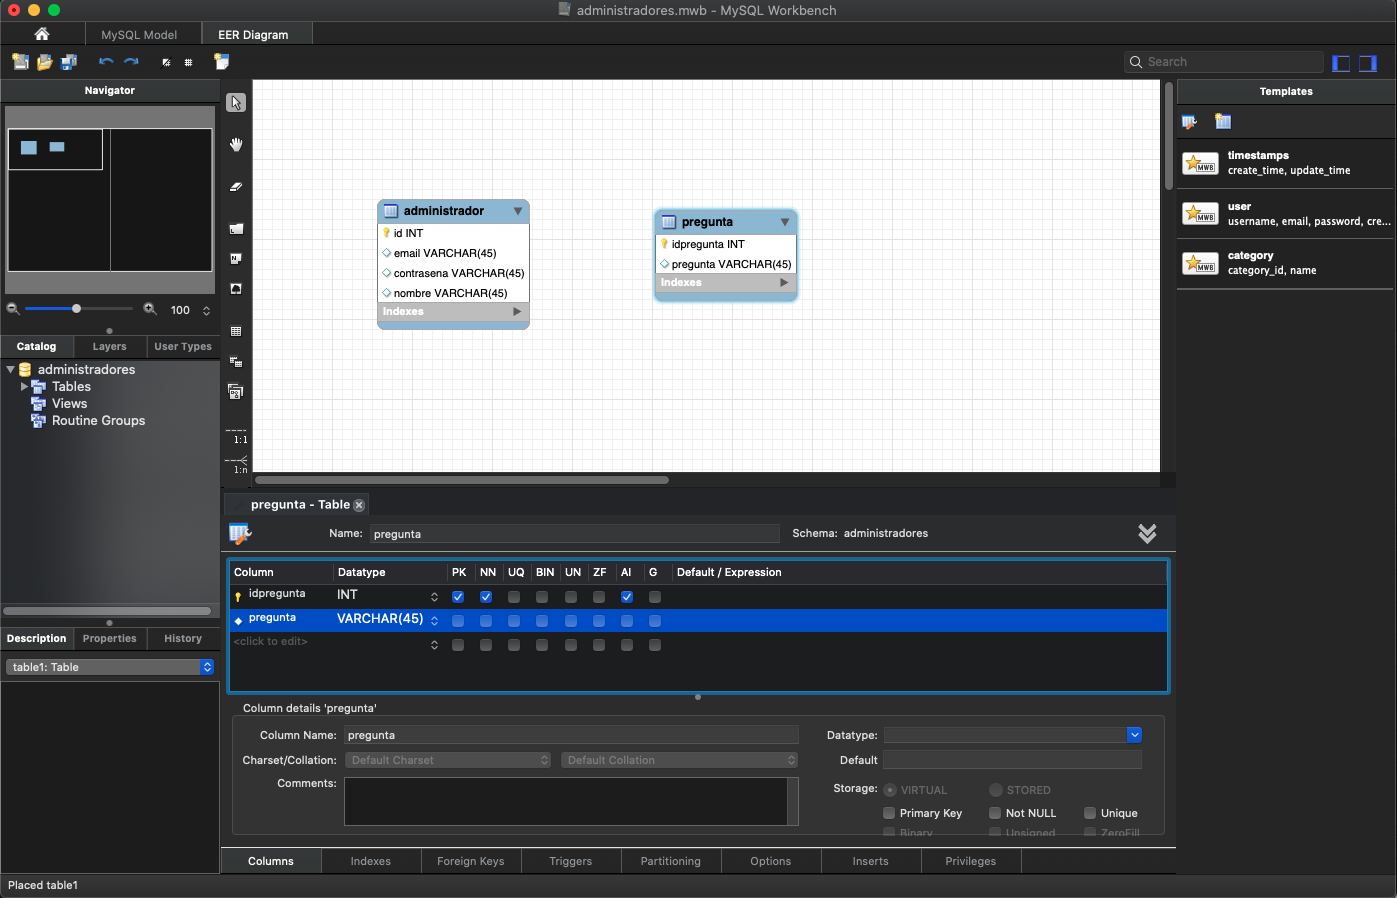 administradores.mwb - MySQL Workbench
MySQL Model
EER Diagram
Search
Navigator
100
Catalog
Layers
User Types
administradores
Tables
Views
Routine Groups
Description
Properties
History
table1: Table
Placed table1
1:1
1:n
administrador
id INT
email VARCHAR(45)
contrasena VARCHAR(45)
nombre VARCHAR(45)
Indexes
pregunta
idpregunta INT
pregunta VARCHAR(45)
Indexes
Templates
timestamps
create_time, update_time
user
username, email, password, cre...
category
category_id, name
MWB
MWB
MWB
pregunta - Table
Name: pregunta
Schema: administradores
Column Datatype PK NN UQ BIN UN ZF AI G Default / Expression
idpregunta INT
pregunta VARCHAR(45)
<click to edit>
Column details 'pregunta'
Column Name: pregunta
Datatype:
Charset/Collation: Default Charset Default Collation
Default
Comments:
Storage: VIRTUAL STORED
Primary Key Not NULL Unique
Binary Unsigned ZeroFill
Columns Indexes Foreign Keys Triggers Partitioning Options Inserts Privileges